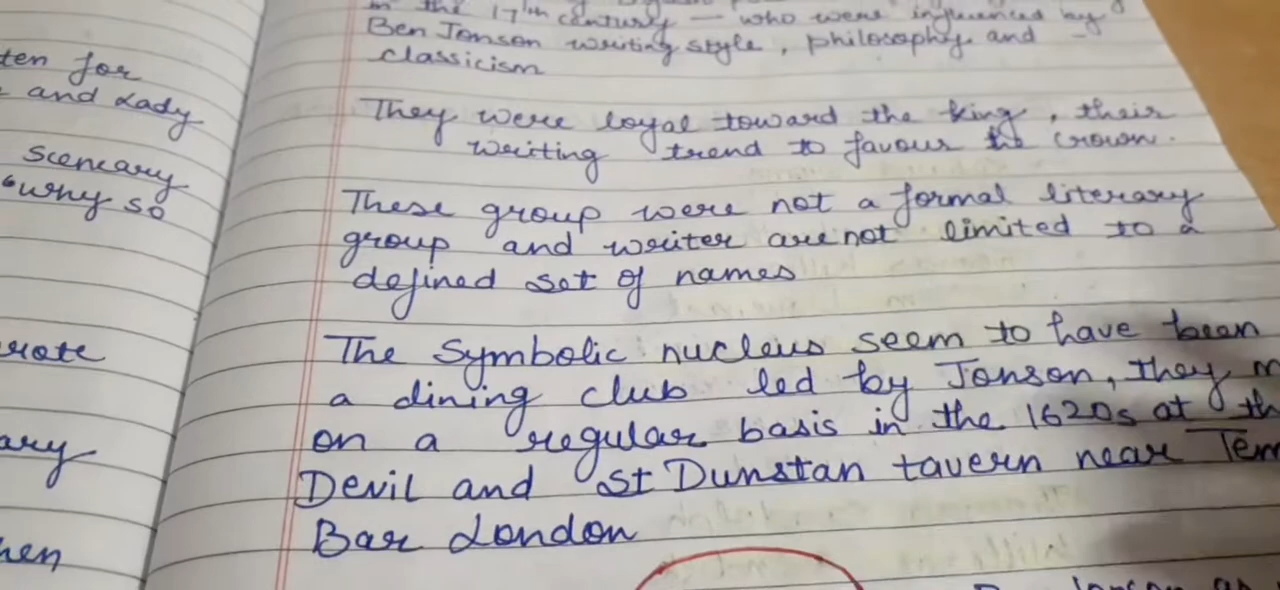 ten for
and Lady
Sceneary
"why so
rote
ary
hen
in the 17th century — who were influenced by
Ben Jonson writing style, philosophy and
classicism
They were loyal toward the king, their
writing trend to favour the crown.
These group were not a formal literary
group and writer are not limited to a
defined set of names
The Symbolic nucleus seem to have been
a dining club led by Jonson, they m
on a regular basis in the 1620s at th
Devil and St Dunstan tavern near Tem
Bar London